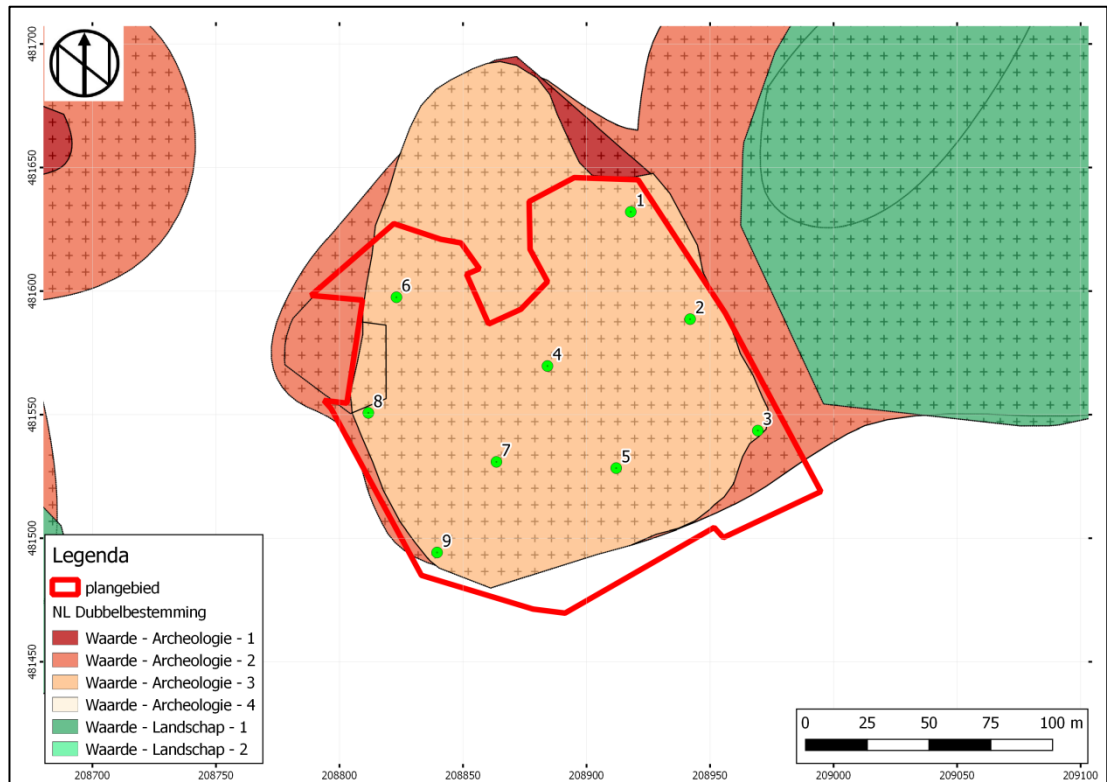 481700
481650
481600
481550
481500
481450
1
2
6
4
8
3
7
5
9
Legenda
plangebied
NL Dubbelbestemming
Waarde - Archeologie - 1
Waarde - Archeologie - 2
Waarde - Archeologie - 3
Waarde - Archeologie - 4
Waarde - Landschap - 1
Waarde - Landschap - 2
0 25 50 75 100 m
208700 208750 208800 208850 208900 208950 209000 209050 209100